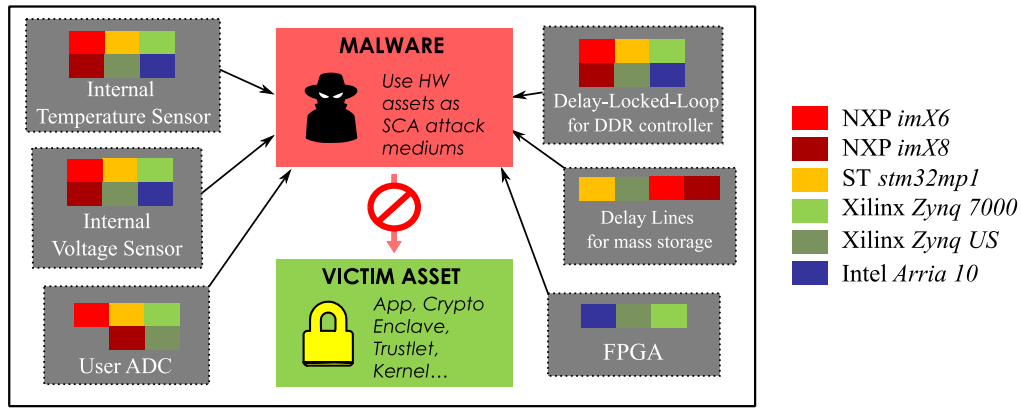 Internal
Temperature Sensor
Internal
Voltage Sensor
User ADC
MALWARE
Use HW
assets as
SCA attack
mediums
VICTIM ASSET
App, Crypto
Enclave,
Trustlet,
Kernel...
Delay-Locked-Loop
for DDR controller
Delay Lines
for mass storage
FPGA
NXP imX6
NXP imX8
ST stm32mp1
Xilinx Zynq 7000
Xilinx Zynq US
Intel Arria 10